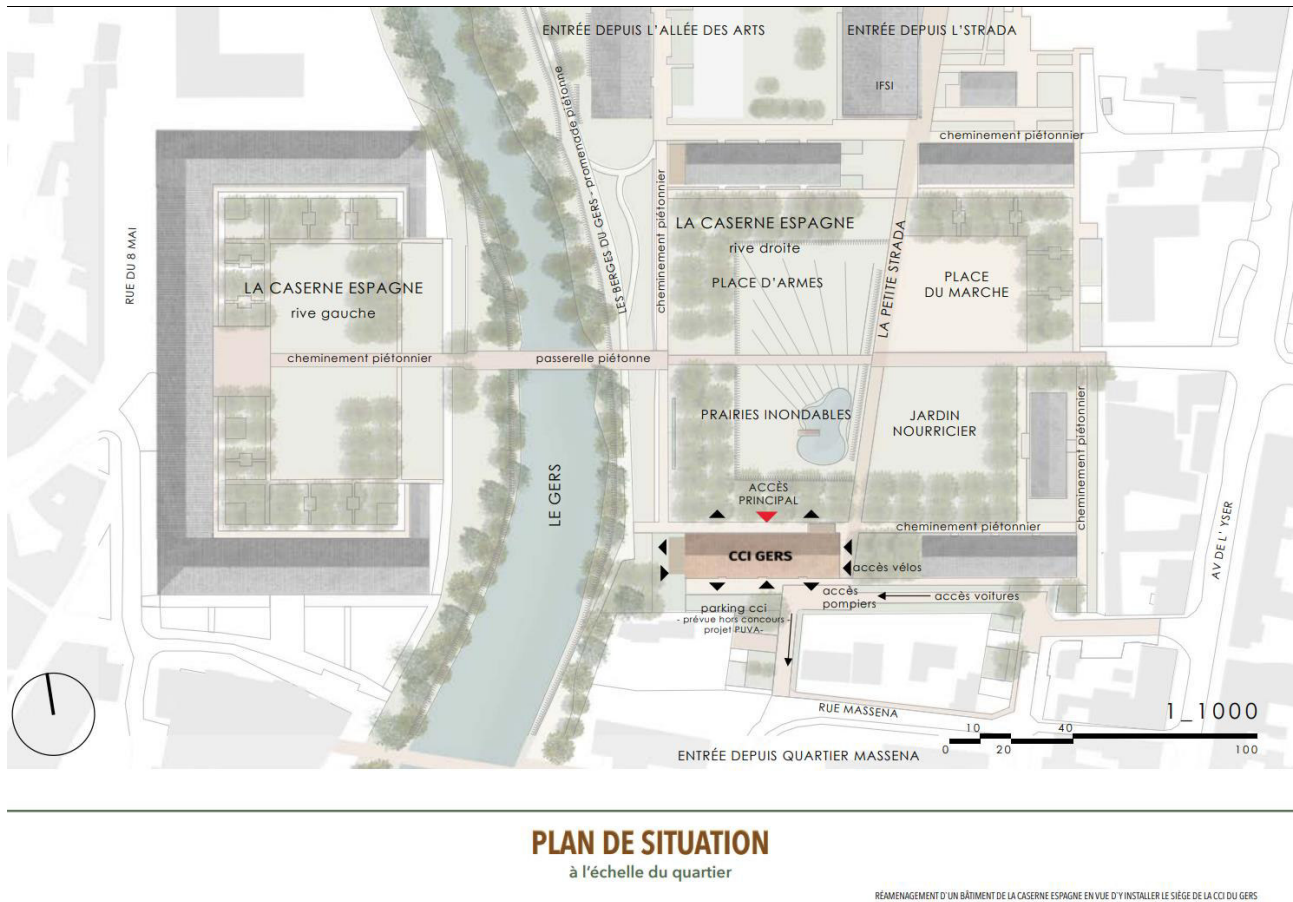 ENTRÉE DEPUIS L'ALLÉE DES ARTS
ENTRÉE DEPUIS L'STRADA
IFSI
cheminement piétonnier
LES BERGES DU GERS - promenade piétonne
cheminement piétonnier
LA CASERNE ESPAGNE
rive droite
PLACE D'ARMES
LA PETITE STRADA
PLACE
DU MARCHE
RUE DU 8 MAI
LA CASERNE ESPAGNE
rive gauche
cheminement piétonnier
passerelle piétonne
PRAIRIES INONDABLES
JARDIN
NOURRICIER
cheminement piétonnier
LE GERS
ACCÈS
PRINCIPAL
cheminement piétonnier
AV DE L' YSER
CCI GERS
accès vélos
accès
pompiers
accès voitures
parking cci
- prévue hors concours -
projet PUVA-
RUE MASSENA
ENTRÉE DEPUIS QUARTIER MASSENA
1_1000
10
40
0
20
100
PLAN DE SITUATION
à l'échelle du quartier
RÉAMENAGEMENT D'UN BÂTIMENT DE LA CASERNE ESPAGNE EN VUE D'Y INSTALLER LE SIÈGE DE LA CCI DU GERS